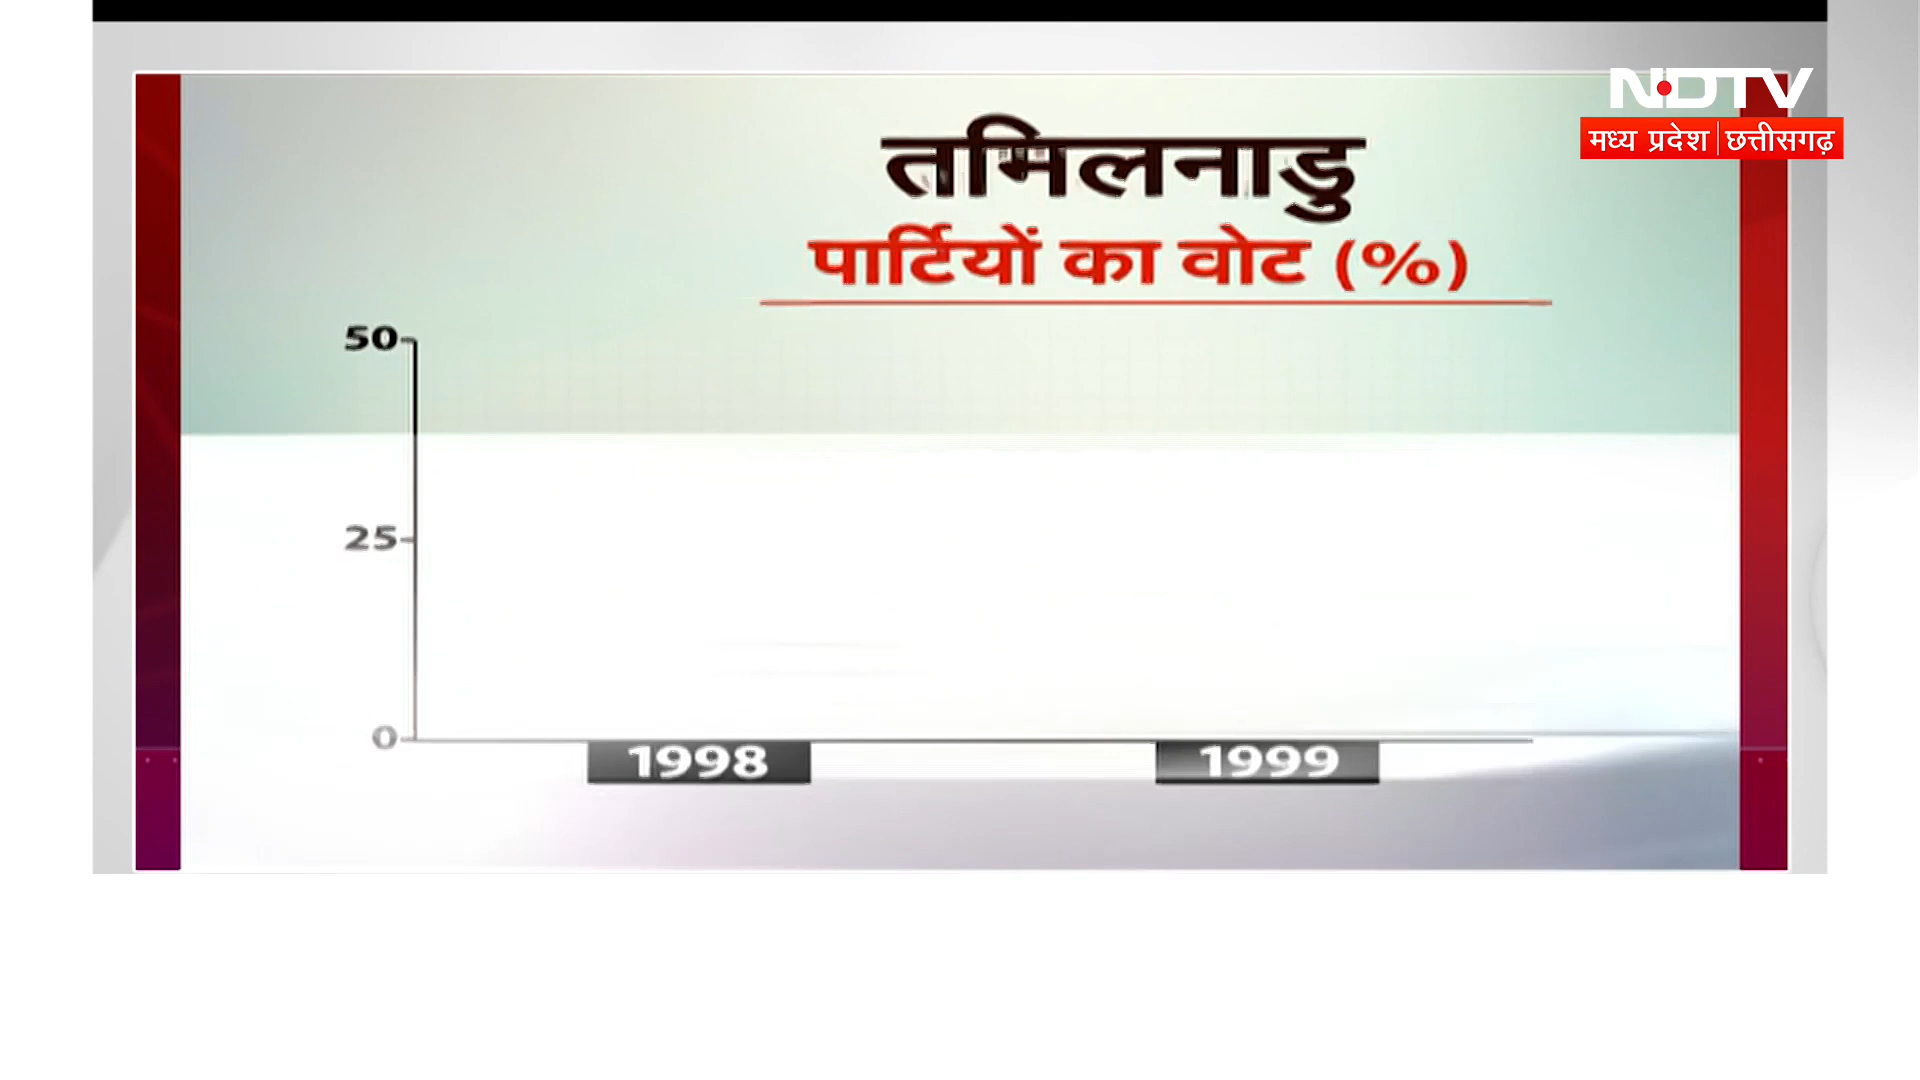 NDTV
मध्य प्रदेश | छत्तीसगढ़
तमिलनाडु
पार्टियों का वोट (%)
50
25
0
1998
1999